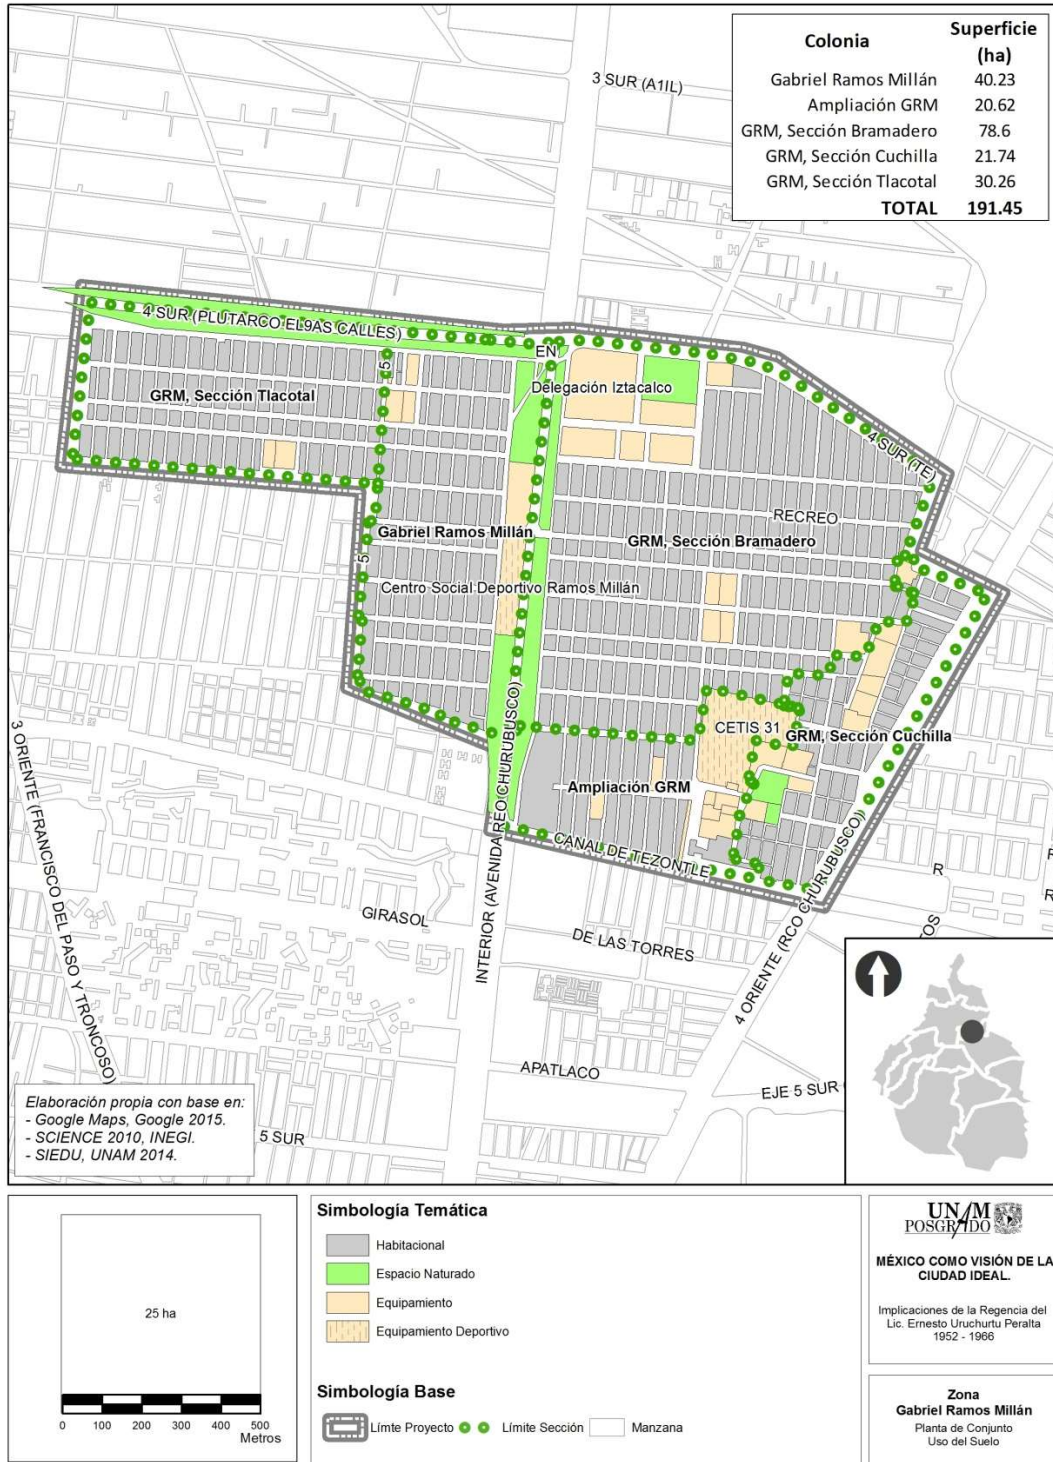 Colonia Superficie (ha)
Gabriel Ramos Millán 40.23
Ampliación GRM 20.62
GRM, Sección Bramadero 78.6
GRM, Sección Cuchilla 21.74
GRM, Sección Tlacotal 30.26
TOTAL 191.45
3 SUR (A1IL)
4 SUR (PLUTARCO EL9AS CALLES)
EN
5
Delegación Iztacalco
GRM, Sección Tlacotal
4 SUR (TE)
RECREO
Gabriel Ramos Millán
GRM, Sección Bramadero
5
Centro Social Deportivo Ramos Millán
CETIS 31
GRM, Sección Cuchilla
Ampliación GRM
INTERIOR (AVENIDA REO CHURUBUSCO)
CANAL DE TEZONTLE
3 ORIENTE (FRANCISCO DEL PASO Y TRONCOSO)
GIRASOL
DE LAS TORRES
4 ORIENTE (RCO CHURUBUSCO)
R
R
TOS
APATLACO
EJE 5 SUR (
5 SUR
Elaboración propia con base en:
- Google Maps, Google 2015.
- SCIENCE 2010, INEGI.
- SIEDU, UNAM 2014.
25 ha
0 100 200 300 400 500
Metros
Simbología Temática
Habitacional
Espacio Naturado
Equipamiento
Equipamiento Deportivo
Simbología Base
Límte Proyecto
Límite Sección
Manzana
UNAM
POSGRADO
MÉXICO COMO VISIÓN DE LA
CIUDAD IDEAL.
Implicaciones de la Regencia del
Lic. Ernesto Uruchurtu Peralta
1952 - 1966
Zona
Gabriel Ramos Millán
Planta de Conjunto
Uso del Suelo